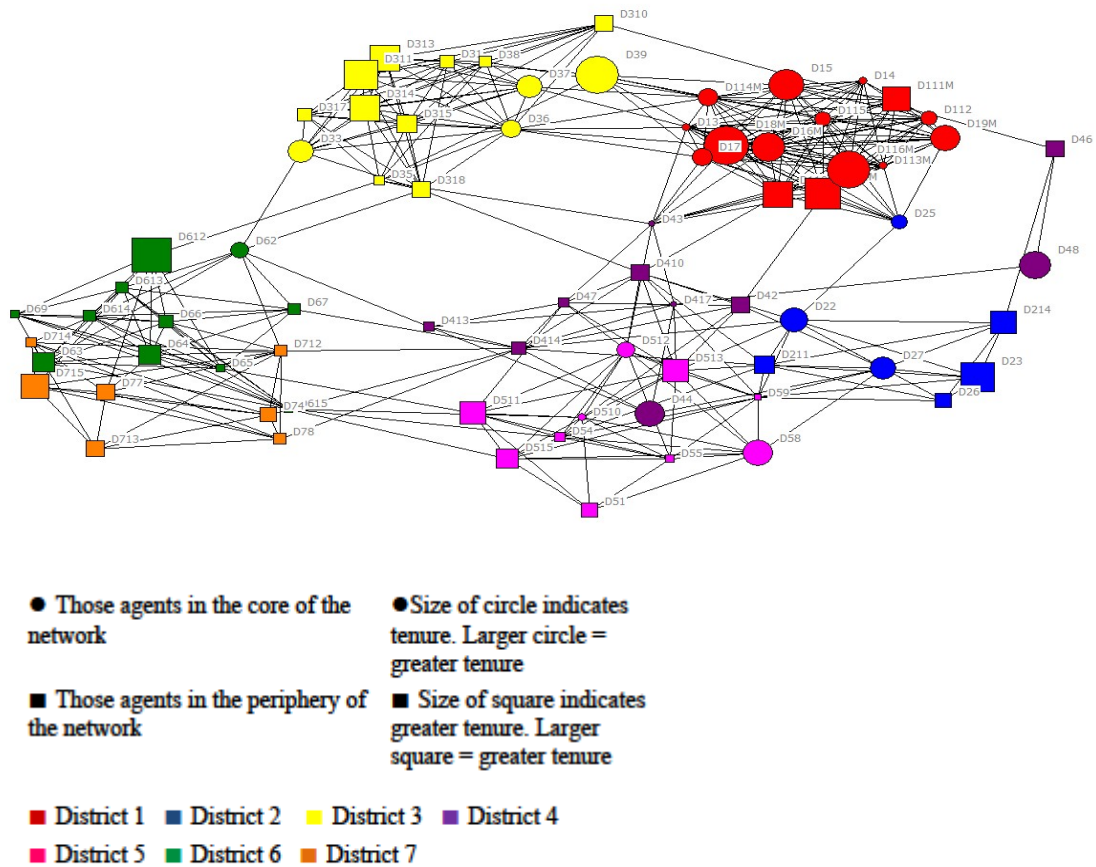 D310
D313
D39
D311
D31
D38
D37
D15
D14
D114M
D111M
D314
D317
D315
D36
D115
D112
D13
D18M
D16M
D19M
D33
D17
D116M
D46
D113M
D35
D318
D25
D43
D612
D62
D48
D410
D613
D69
D614
D66
D67
D47
D417
D42
D22
D214
D413
D714
D63
D64
D712
D414
D512
D65
D513
D211
D27
D23
D715
D77
D59
D26
D74
615
D511
D510
D44
D713
D78
D54
D515
D55
D58
D51
● Those agents in the core of the
network
●Size of circle indicates
tenure. Larger circle =
greater tenure
■ Those agents in the periphery of
the network
■ Size of square indicates
greater tenure. Larger
square = greater tenure
■ District 1 ■ District 2 ■ District 3 ■ District 4
■ District 5 ■ District 6 ■ District 7